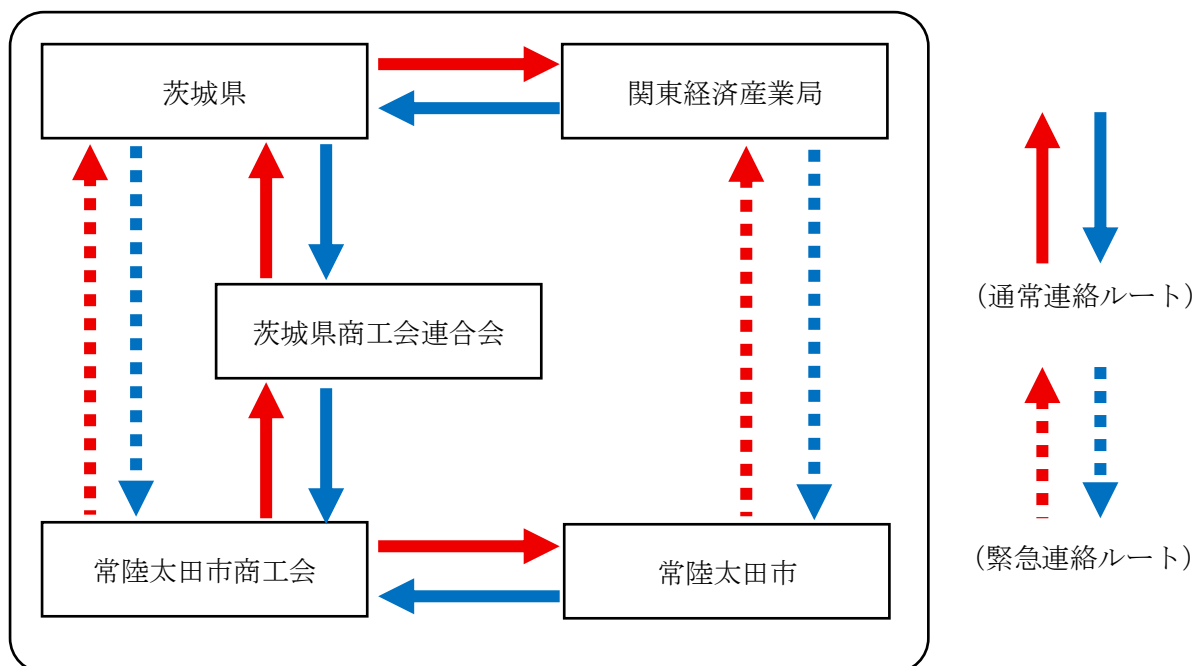 茨城県
関東経済産業局
茨城県商工会連合会
常陸太田市商工会
常陸太田市
（通常連絡ルート）
（緊急連絡ルート）